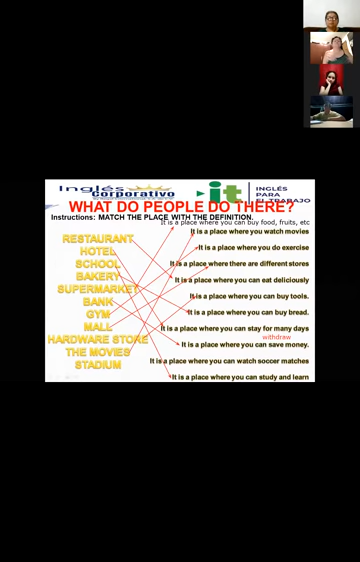 Inglés
Corporativo
it
INGLÉS
PARA
EL TRABAJO
WHAT DO PEOPLE DO THERE?
Instructions: MATCH THE PLACE WITH THE DEFINITION.
It is a place where you can buy food, fruits, etc
It is a place where you watch movies
RESTAURANT
It is a place where you do exercise
HOTEL
It is a place where there are different stores
SCHOOL
BAKERY
It is a place where you can eat deliciously
SUPERMARKET
It is a place where you can buy tools.
BANK
It is a place where you can buy bread.
GYM
MALL
It is a place where you can stay for many days
HARDWARE STORE
withdraw
It is a place where you can save money.
THE MOVIES
It is a place where you can watch soccer matches
STADIUM
It is a place where you can study and learn